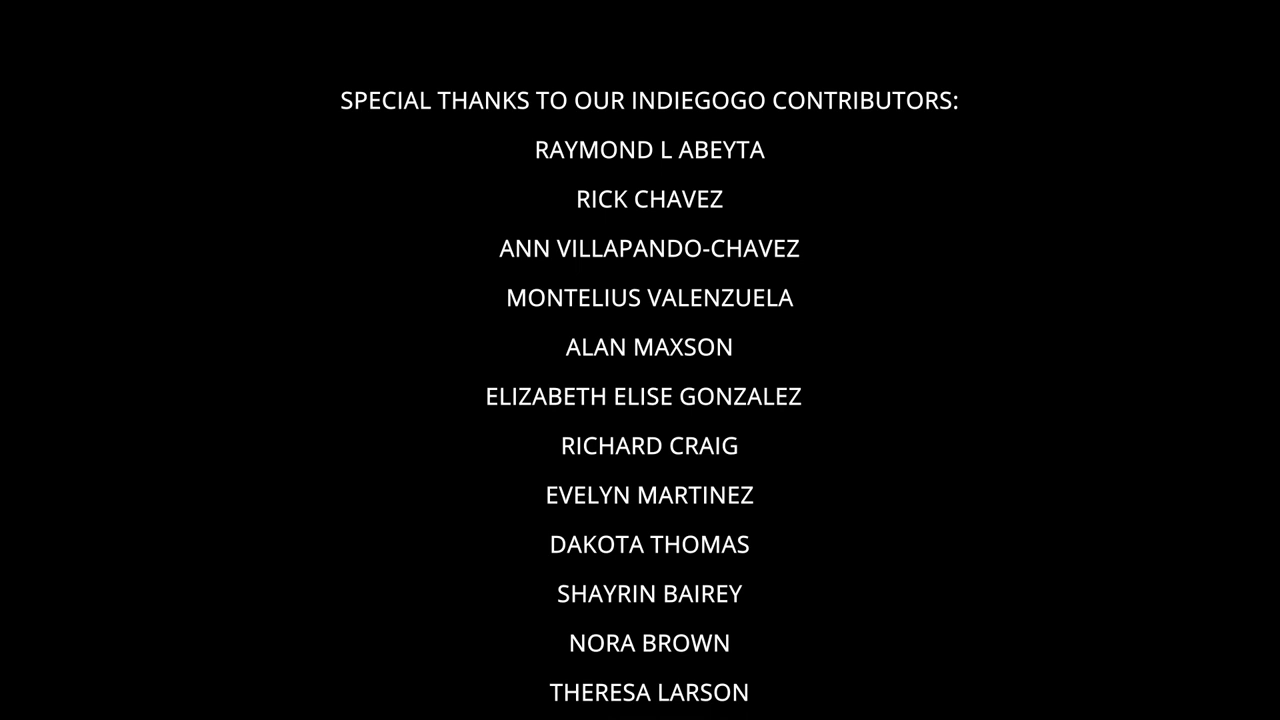 SPECIAL THANKS TO OUR INDIEGOGO CONTRIBUTORS:
RAYMOND L ABEYTA
RICK CHAVEZ
ANN VILLAPANDO-CHAVEZ
MONTELIUS VALENZUELA
ALAN MAXSON
ELIZABETH ELISE GONZALEZ
RICHARD CRAIG
EVELYN MARTINEZ
DAKOTA THOMAS
SHAYRIN BAIREY
NORA BROWN
THERESA LARSON